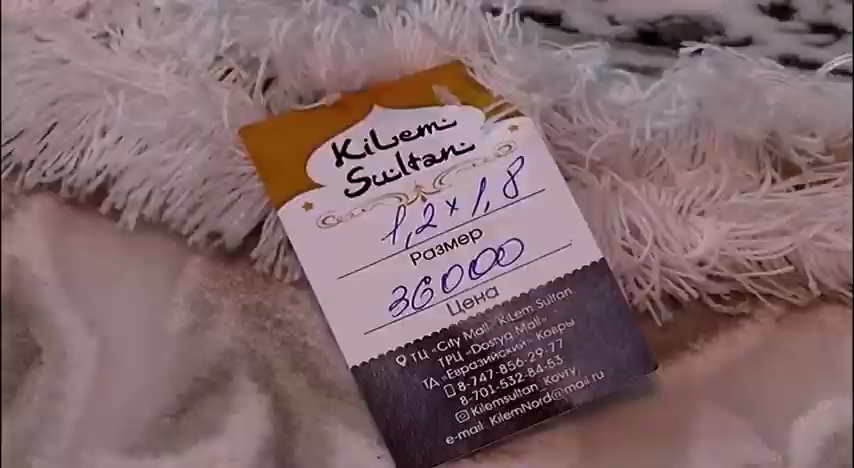 KiLem
Sultan
1,2 x 1,8
Размер
36000
Цена
ТЦ «City Mall» KiLem Sultan
ТРЦ «Dostyq Mall»
ТД «Евразийский» Ковры
8-747-856-29-77
8-701-532-84-53
Kilemsultan_Kovry
e-mail: KilemNord@mail.ru